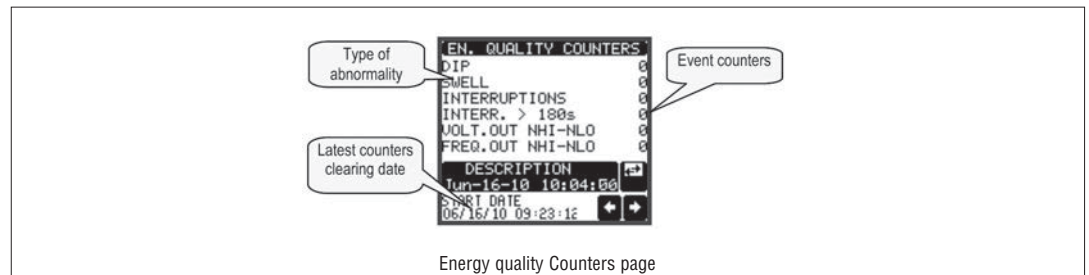 Type of
abnormality
EN. QUALITY COUNTERS
DIP 0
SWELL 0
INTERRUPTIONS 0
INTERR. > 180s 0
VOLT.OUT NHI-NLO 0
FREQ.OUT NHI-NLO 0
Event counters
Latest counters
clearing date
DESCRIPTION
Jun-16-10 10:04:56
START DATE
06/16/10 09:23:12
Energy quality Counters page